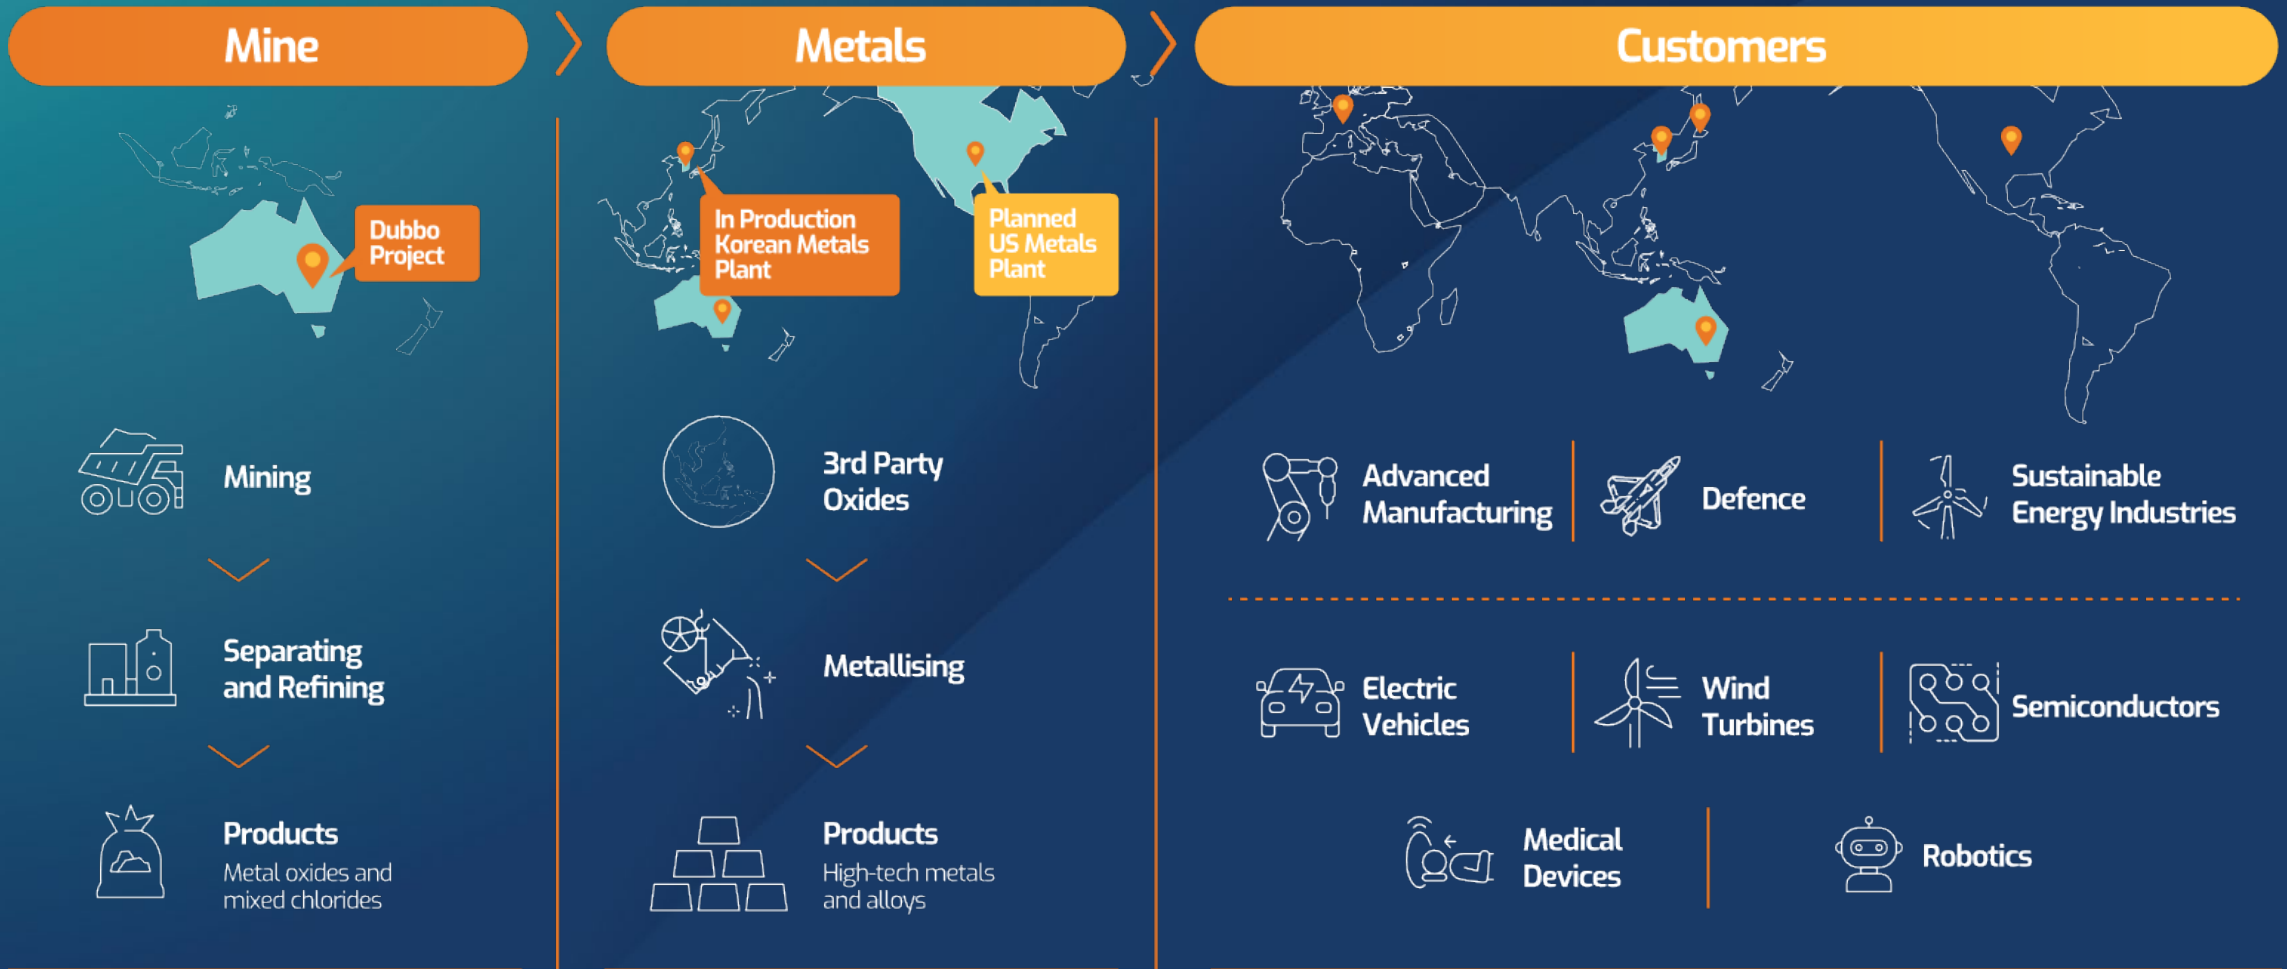 Mine
Metals
Customers
Dubbo
Project
In Production
Korean Metals
Plant
Planned
US Metals
Plant
Mining
Separating
and Refining
Products
Metal oxides and
mixed chlorides
3rd Party
Oxides
Metallising
Products
High-tech metals
and alloys
Advanced
Manufacturing
Defence
Sustainable
Energy Industries
Electric
Vehicles
Wind
Turbines
Semiconductors
Medical
Devices
Robotics